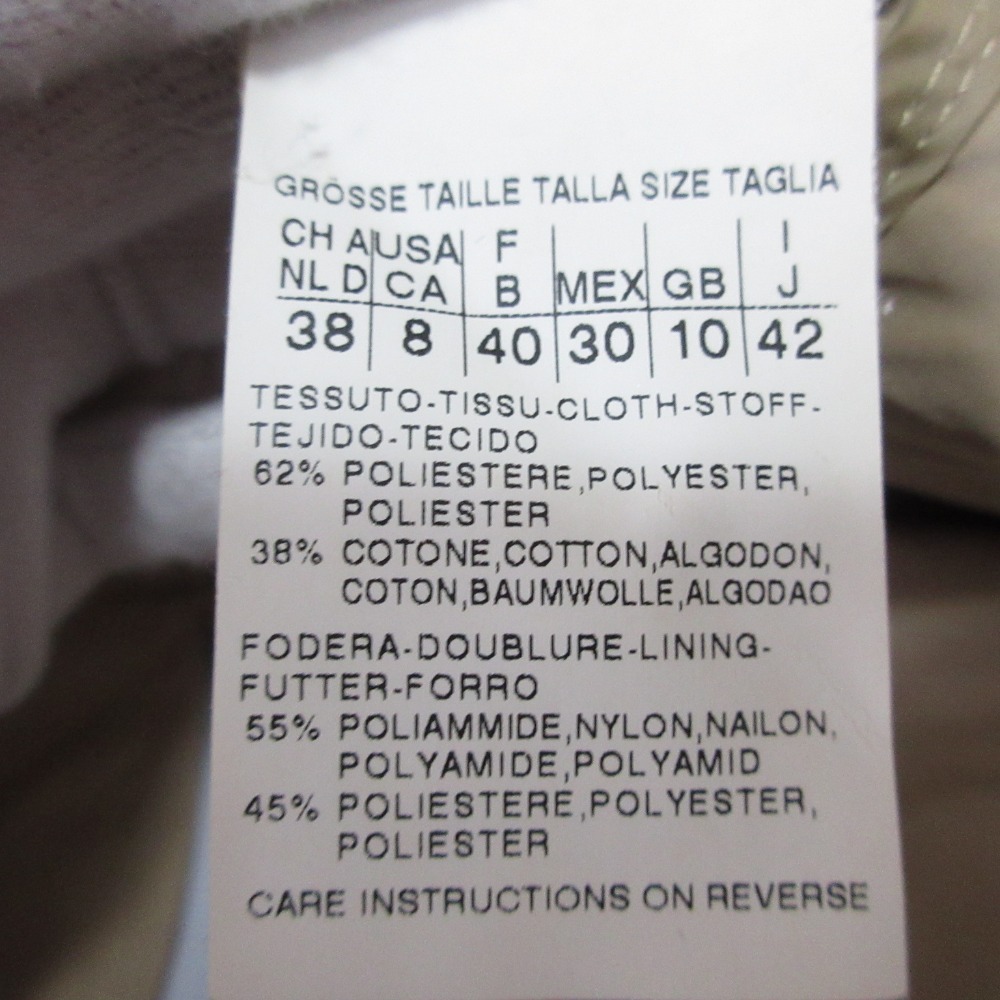 GRÖSSE TAILLE TALLA SIZE TAGLIA
CH A USA F I
NL D CA B MEX GB J
38 8 40 30 10 42
TESSUTO-TISSU-CLOTH-STOFF-
TEJIDO-TECIDO
62% POLIESTERE,POLYESTER,
POLIESTER
38% COTONE,COTTON,ALGODON,
COTON,BAUMWOLLE,ALGODAO
FODERA-DOUBLURE-LINING-
FUTTER-FORRO
55% POLIAMMIDE,NYLON,NAILON,
POLYAMIDE,POLYAMID
45% POLIESTERE,POLYESTER,
POLIESTER
CARE INSTRUCTIONS ON REVERSE